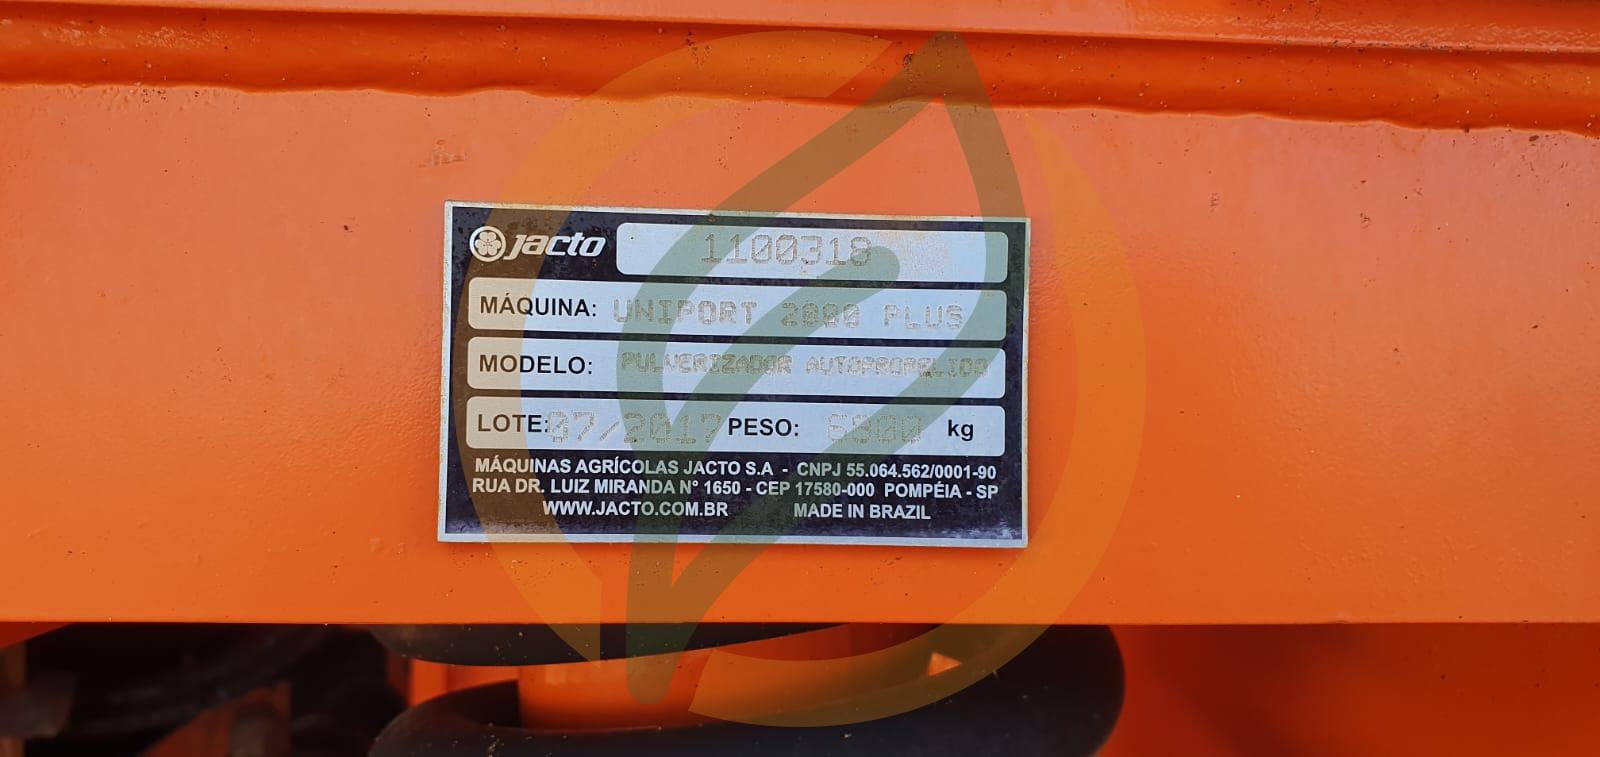 Jacto 1100318
MÁQUINA: UNIPORT 2000 PLUS
MODELO: PULVERIZADOR AUTOPROPELIDO
LOTE: 07/2017 PESO: 6900 kg
MÁQUINAS AGRÍCOLAS JACTO S.A - CNPJ 55.064.562/0001-90
RUA DR. LUIZ MIRANDA N° 1650 - CEP 17580-000 POMPÉIA - SP
WWW.JACTO.COM.BR MADE IN BRAZIL